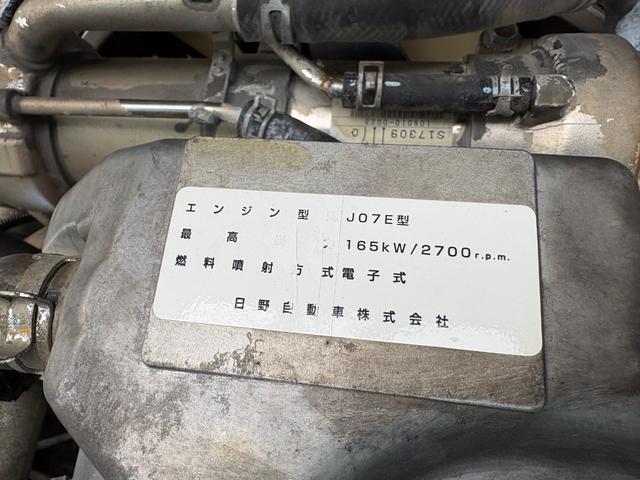 S17309
エンジン型 J07E型
最高 165kW/2700r.p.m.
燃料噴射方式電子式
日野自動車株式会社